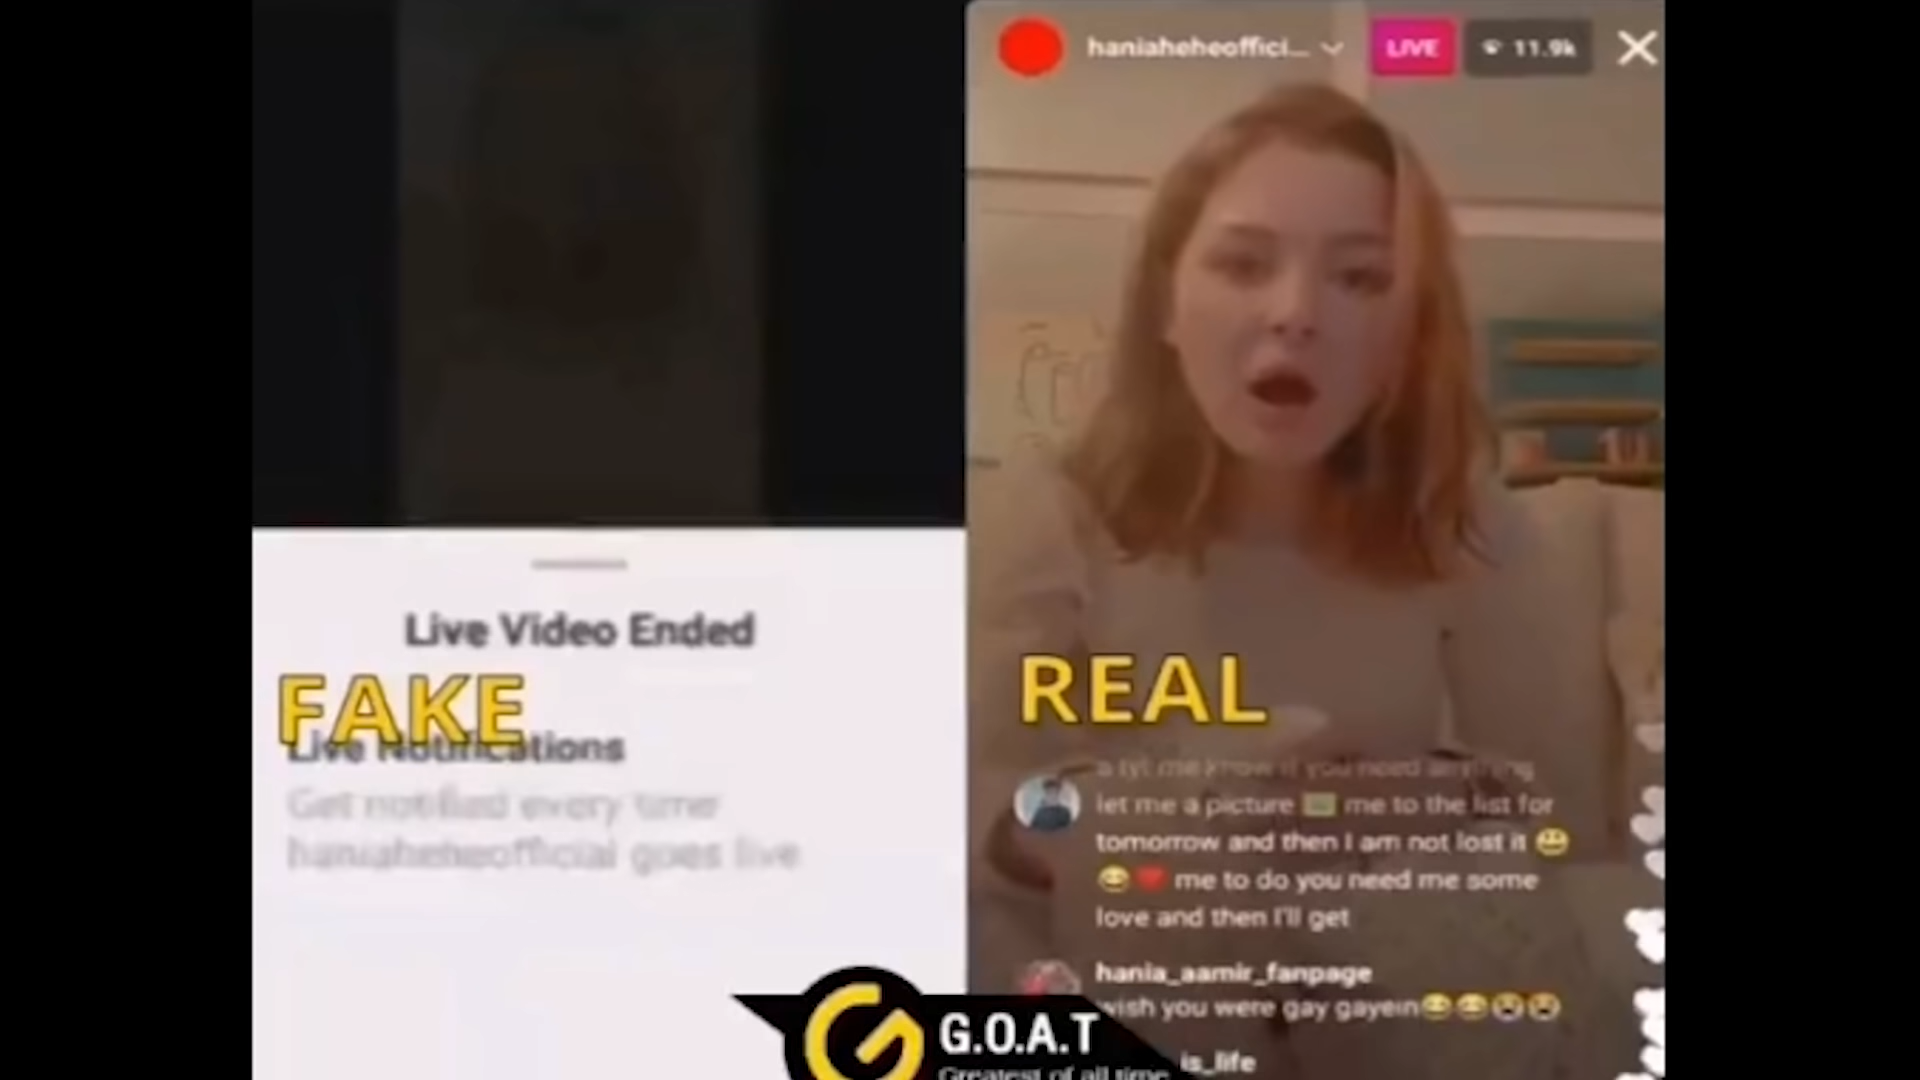 haniaheheoffici...
LIVE
11.9k
Live Video Ended
FAKE
Live Notifications
Get notified every time
haniaheheofficial goes live
REAL
let me a picture me to the list for
tomorrow and then I am not lost it 😀
😂❤️ me to do you need me some
love and then I'll get
hania_aamir_fanpage
wish you were gay gayein😂😂😭😭
is_life
G.O.A.T
Greatest of all time